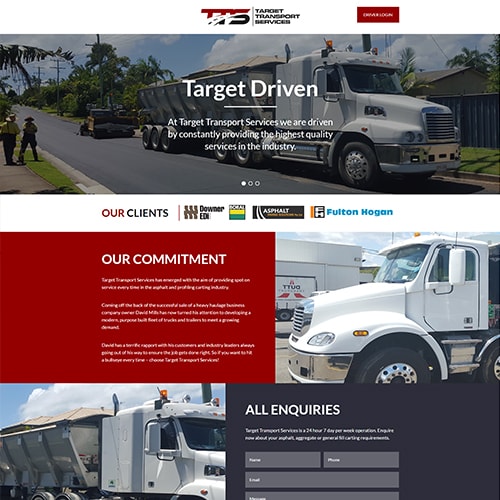 TTS TARGET
TRANSPORT
SERVICES
DRIVER LOGIN
Target Driven
At Target Transport Services we are driven
by constantly providing the highest quality
services in the industry.
OUR CLIENTS
Downer
EDi
BORAL
ASPHALT
Fulton Hogan
OUR COMMITMENT
Target Transport Services has emerged with the aim of providing spot on
service every time in the asphalt and profiling carting industry.
Coming off the back of the successful sale of a heavy haulage business
company owner David Mills has now turned his attention to developing a
modern, purpose built fleet of trucks and trailers to meet a growing
demand.
David has a terrific rapport with his customers and industry leaders always
going out of his way to ensure the job gets done right. So if you want to hit
a bullseye every time – choose Target Transport Services!
ALL ENQUIRIES
Target Transport Services is a 24 hour 7 day per week operation. Enquire
now about your asphalt, aggregate or general fill carting requirements.
Name
Phone
Email
Message